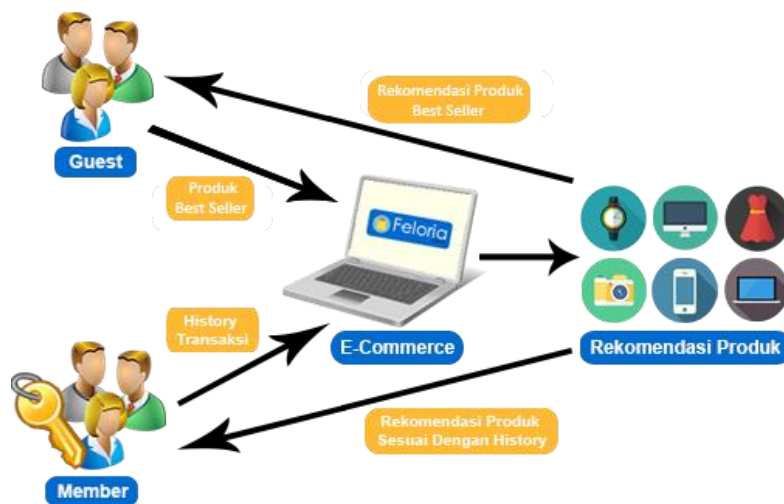 Rekomendasi Produk
Best Seller
Guest
Produk
Best Seller
Feloria
History
Transaksi
E-Commerce
Rekomendasi Produk
Rekomendasi Produk
Sesuai Dengan History
Member